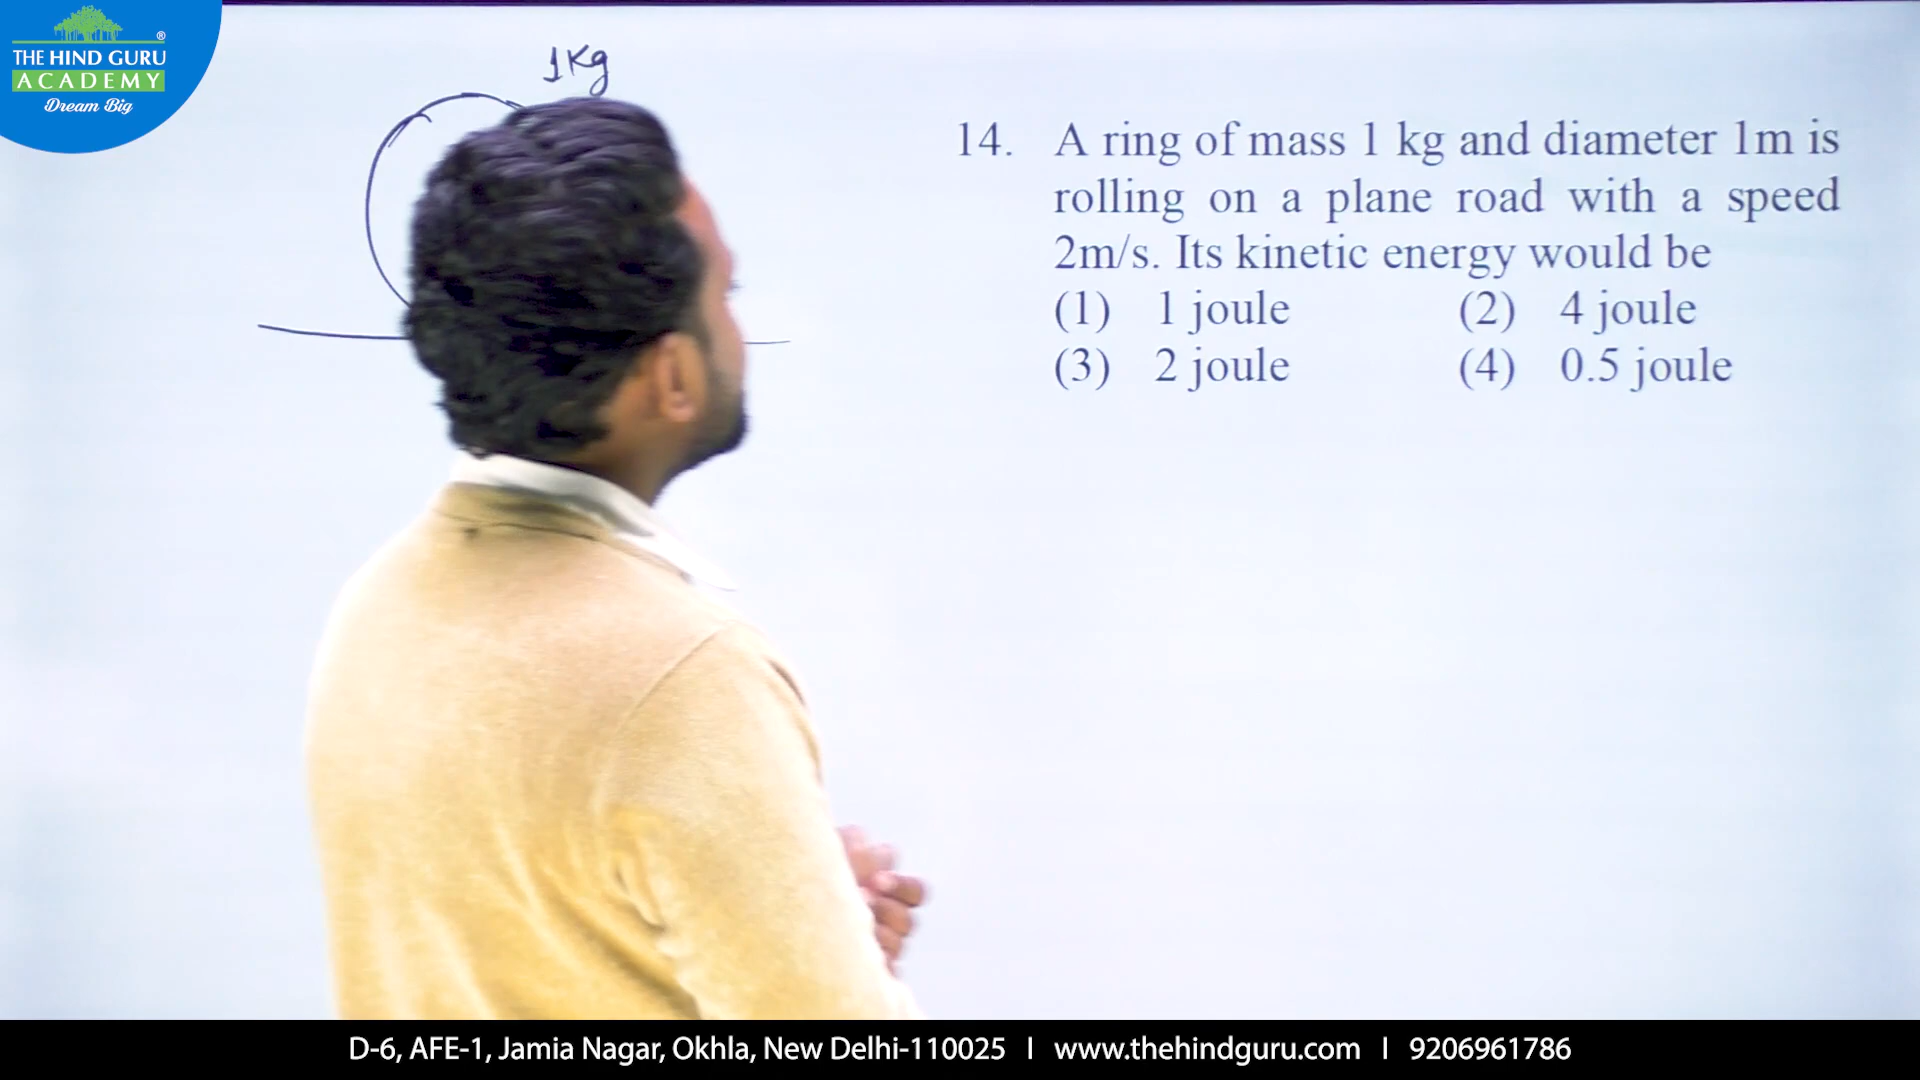 THE HIND GURU
®
ACADEMY
Dream Big
1Kg
14. A ring of mass 1 kg and diameter 1m is
rolling on a plane road with a speed
2m/s. Its kinetic energy would be
(1) 1 joule (2) 4 joule
(3) 2 joule (4) 0.5 joule
D-6, AFE-1, Jamia Nagar, Okhla, New Delhi-110025 I www.thehindguru.com I 9206961786